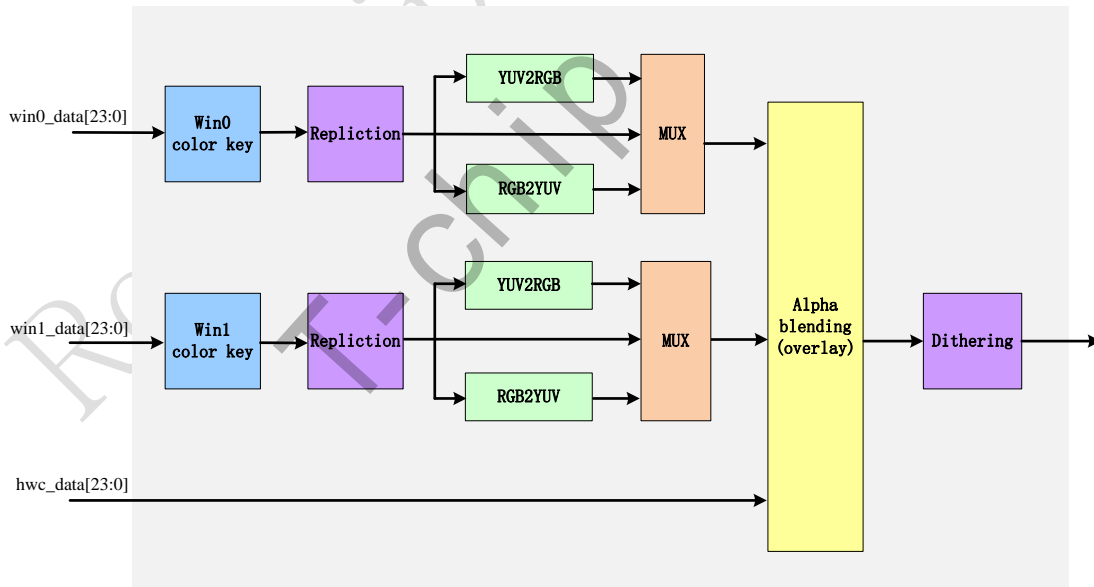 YUV2RGB
win0_data[23:0]
Win0
color key
Repliction
MUX
RGB2YUV
YUV2RGB
win1_data[23:0]
Win1
color key
Repliction
MUX
Alpha
blending
(overlay)
Dithering
RGB2YUV
hwc_data[23:0]
T-chip